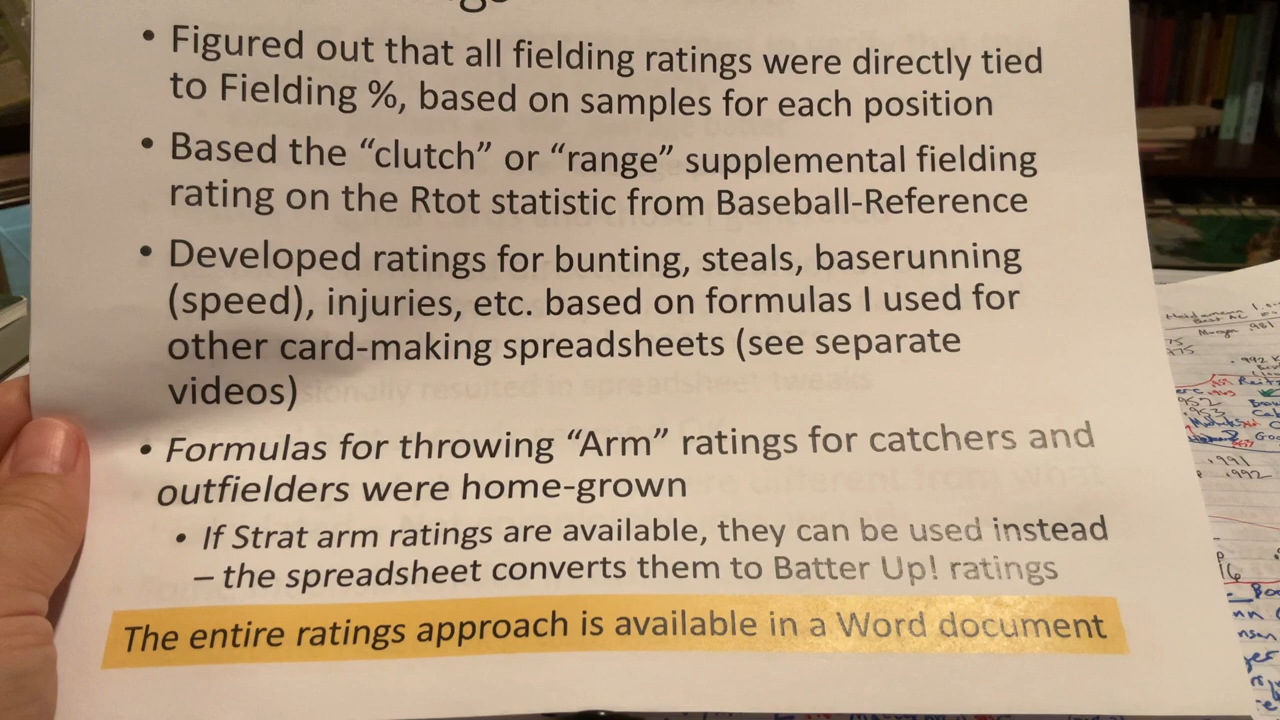 • Figured out that all fielding ratings were directly tied
to Fielding %, based on samples for each position
• Based the “clutch” or “range” supplemental fielding
rating on the Rtot statistic from Baseball-Reference
• Developed ratings for bunting, steals, baserunning
(speed), injuries, etc. based on formulas I used for
other card-making spreadsheets (see separate
videos)
• Formulas for throwing “Arm” ratings for catchers and
outfielders were home-grown
• If Strat arm ratings are available, they can be used instead
– the spreadsheet converts them to Batter Up! ratings
The entire ratings approach is available in a Word document
.991
.992